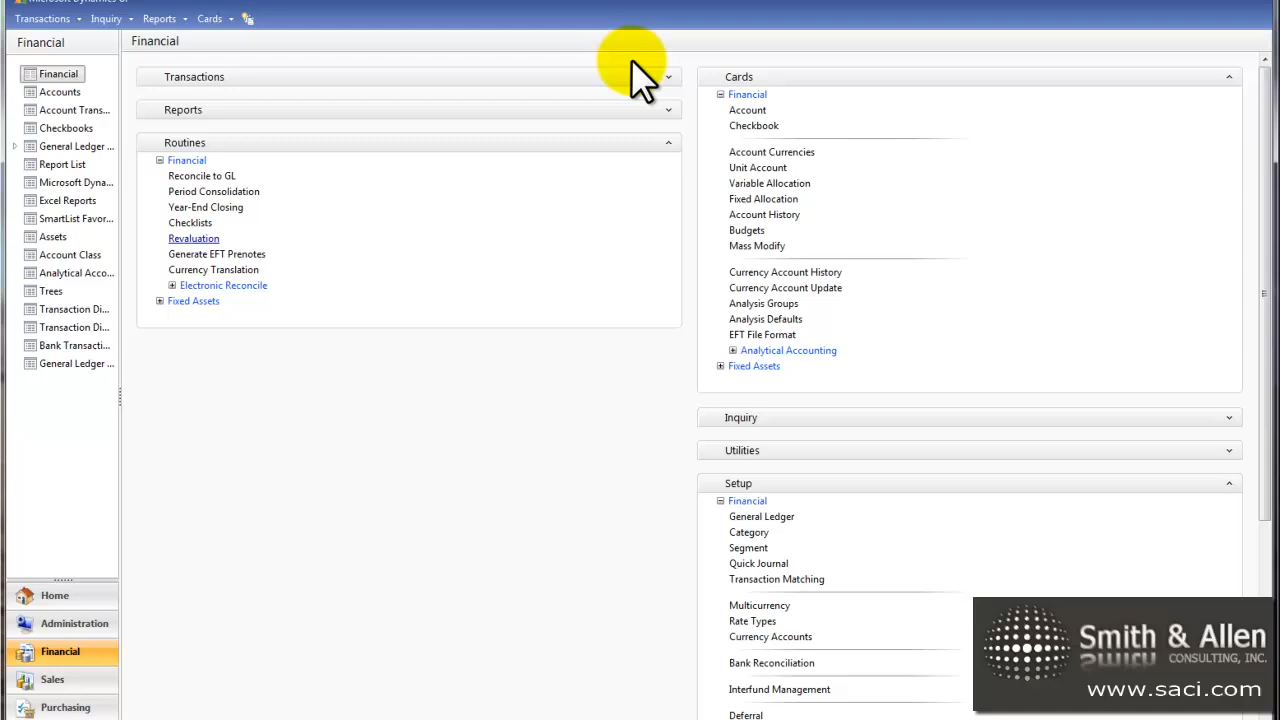 Microsoft Dynamics GP
Transactions Inquiry Reports Cards
Financial
Financial
Accounts
Account Trans...
Checkbooks
General Ledger ...
Report List
Microsoft Dyna...
Excel Reports
SmartList Favor...
Assets
Account Class
Analytical Acco...
Trees
Transaction Di...
Transaction Di...
Bank Transacti...
General Ledger ...
Home
Administration
Financial
Sales
Purchasing
Financial
Transactions
Reports
Routines
Financial
Reconcile to GL
Period Consolidation
Year-End Closing
Checklists
Revaluation
Generate EFT Prenotes
Currency Translation
Electronic Reconcile
Fixed Assets
Cards
Financial
Account
Checkbook
Account Currencies
Unit Account
Variable Allocation
Fixed Allocation
Account History
Budgets
Mass Modify
Currency Account History
Currency Account Update
Analysis Groups
Analysis Defaults
EFT File Format
Analytical Accounting
Fixed Assets
Inquiry
Utilities
Setup
Financial
General Ledger
Category
Segment
Quick Journal
Transaction Matching
Multicurrency
Rate Types
Currency Accounts
Bank Reconciliation
Interfund Management
Deferral
Smith & Allen
CONSULTING, INC.
www.saci.com